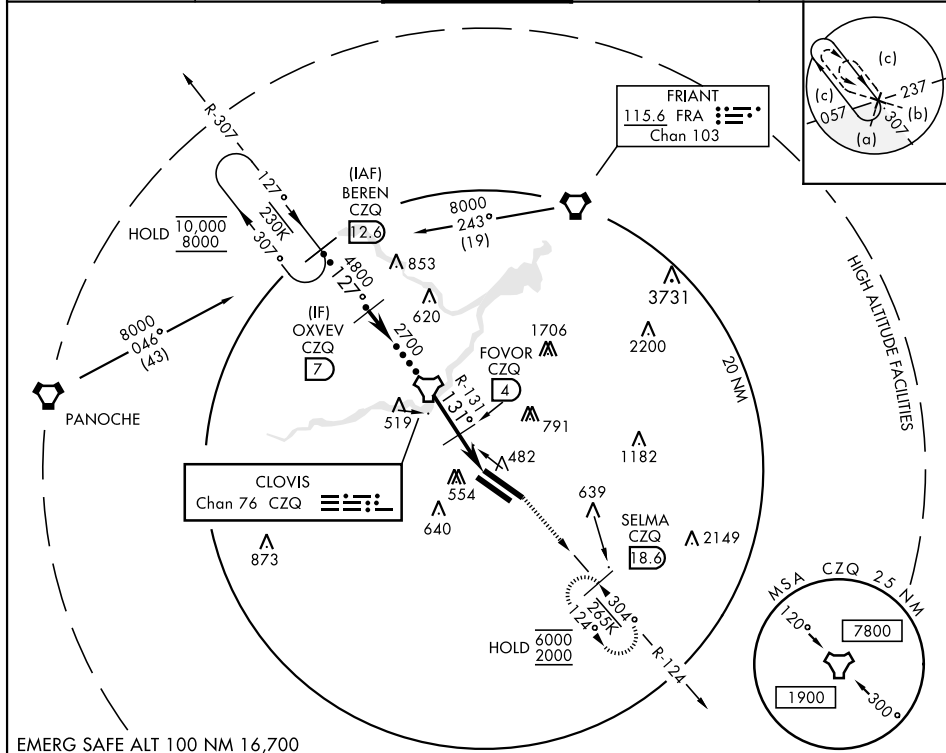 (c)
237
(c)
057
307
(b)
(a)
FRIANT
115.6 FRA
Chan 103
R-307
127°
230K
307°
HOLD 10,000
8000
(IAF)
BEREN
CZQ
12.6
8000
243°
(19)
4800
127°
853
620
3731
2200
HIGH ALTITUDE FACILITIES
20 NM
8000
046°
(43)
PANOCHE
(IF)
OXVEV
CZQ
7
2700
1706
FOVOR
CZQ
4
R-131
131°
519
791
1182
482
CLOVIS
Chan 76 CZQ
554
640
873
639
SELMA
CZQ
18.6
2149
304°
265K
124°
HOLD 6000
2000
R-124
MSA CZQ 25 NM
120°
7800
1900
300°
EMERG SAFE ALT 100 NM 16,700